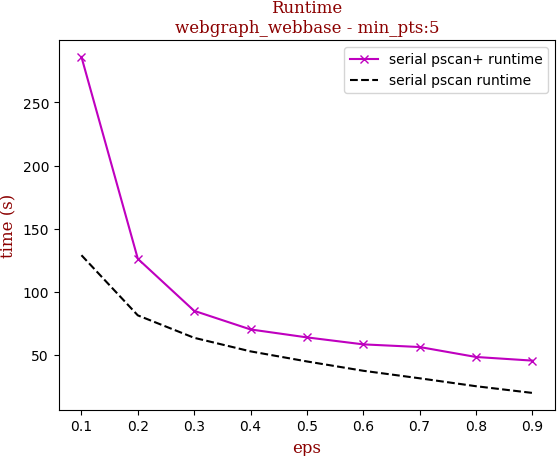 Runtime
webgraph_webbase - min_pts:5
serial pscan+ runtime
serial pscan runtime
time (s)
250
200
150
100
50
0.1 0.2 0.3 0.4 0.5 0.6 0.7 0.8 0.9
eps